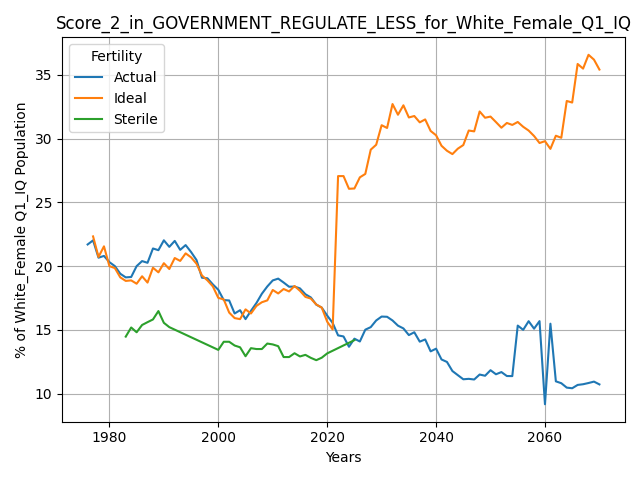 Score_2_in_GOVERNMENT_REGULATE_LESS_for_White_Female_Q1_IQ
Fertility
Actual
Ideal
Sterile
% of White_Female Q1_IQ Population
35
30
25
20
15
10
1980
2000
2020
2040
2060
Years